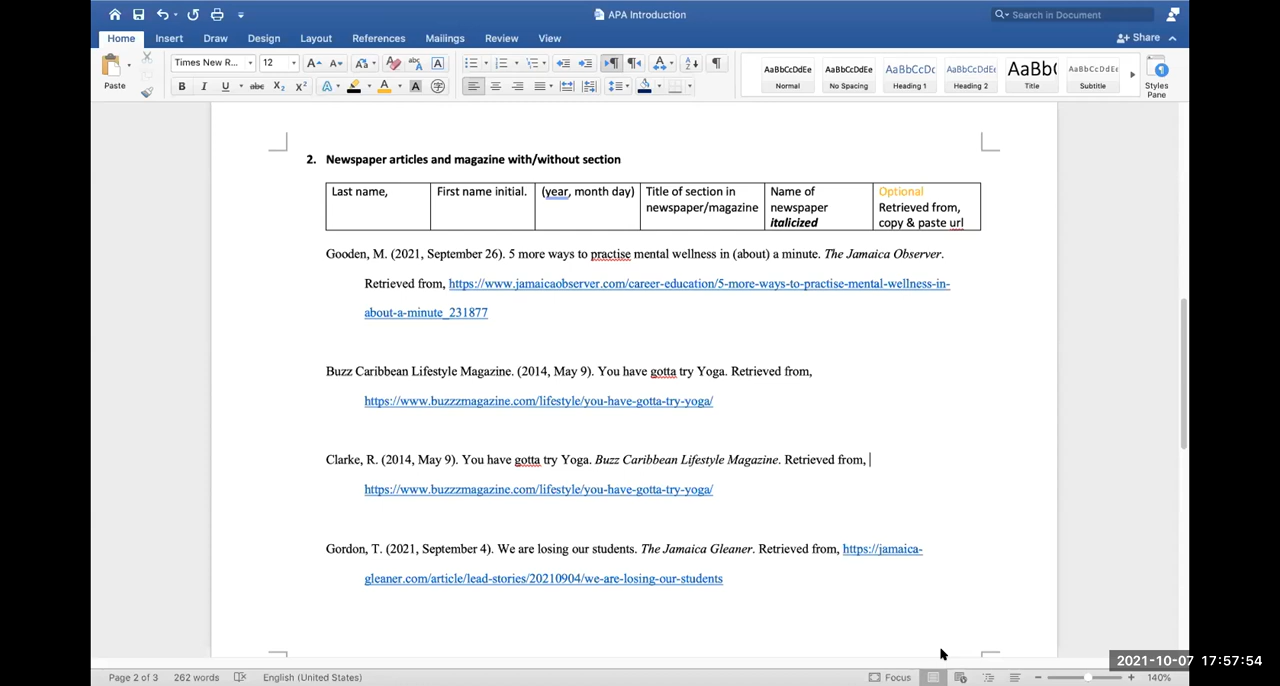 APA Introduction
Search in Document
Home Insert Draw Design Layout References Mailings Review View
Share
Times New R... 12
Paste
AaBbCcDdEe AaBbCcDdEe AaBbCcDc AaBbCcDdEe AaBb( AaBbCcDdEe
Normal No Spacing Heading 1 Heading 2 Title Subtitle
Styles
Pane
2. Newspaper articles and magazine with/without section
Last name, First name initial. (year, month day) Title of section in Name of Optional
newspaper/magazine newspaper Retrieved from,
italicized copy & paste url
Gooden, M. (2021, September 26). 5 more ways to practise mental wellness in (about) a minute. The Jamaica Observer.
Retrieved from, https://www.jamaicaobserver.com/career-education/5-more-ways-to-practise-mental-wellness-in-
about-a-minute_231877
Buzz Caribbean Lifestyle Magazine. (2014, May 9). You have gotta try Yoga. Retrieved from,
https://www.buzzzmagazine.com/lifestyle/you-have-gotta-try-yoga/
Clarke, R. (2014, May 9). You have gotta try Yoga. Buzz Caribbean Lifestyle Magazine. Retrieved from,
https://www.buzzzmagazine.com/lifestyle/you-have-gotta-try-yoga/
Gordon, T. (2021, September 4). We are losing our students. The Jamaica Gleaner. Retrieved from, https://jamaica-
gleaner.com/article/lead-stories/20210904/we-are-losing-our-students
2021-10-07 17:57:54
Page 2 of 3 262 words English (United States) Focus 140%